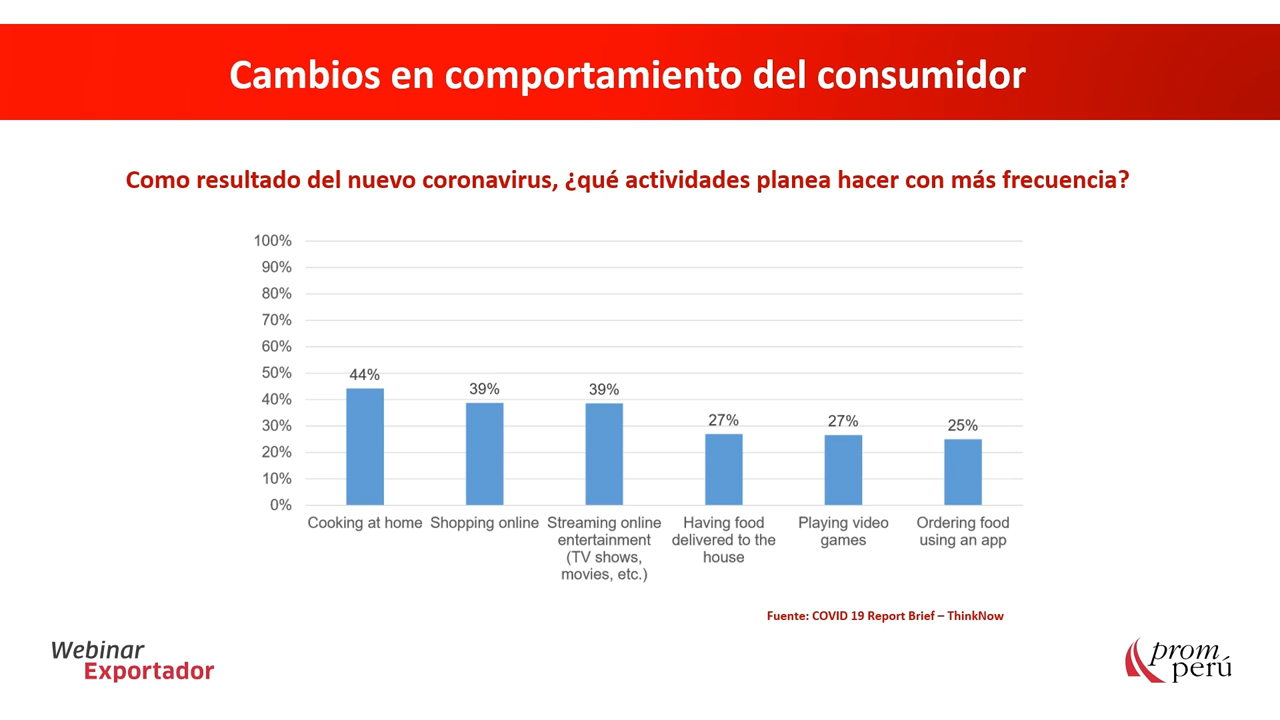 Cambios en comportamiento del consumidor
Como resultado del nuevo coronavirus, ¿qué actividades planea hacer con más frecuencia?
100%
90%
80%
70%
60%
50%
40%
30%
20%
10%
0%
44%
39%
39%
27%
27%
25%
Cooking at home
Shopping online
Streaming online
entertainment
(TV shows,
movies, etc.)
Having food
delivered to the
house
Playing video
games
Ordering food
using an app
Fuente: COVID 19 Report Brief – ThinkNow
Webinar
Exportador
prom
perú